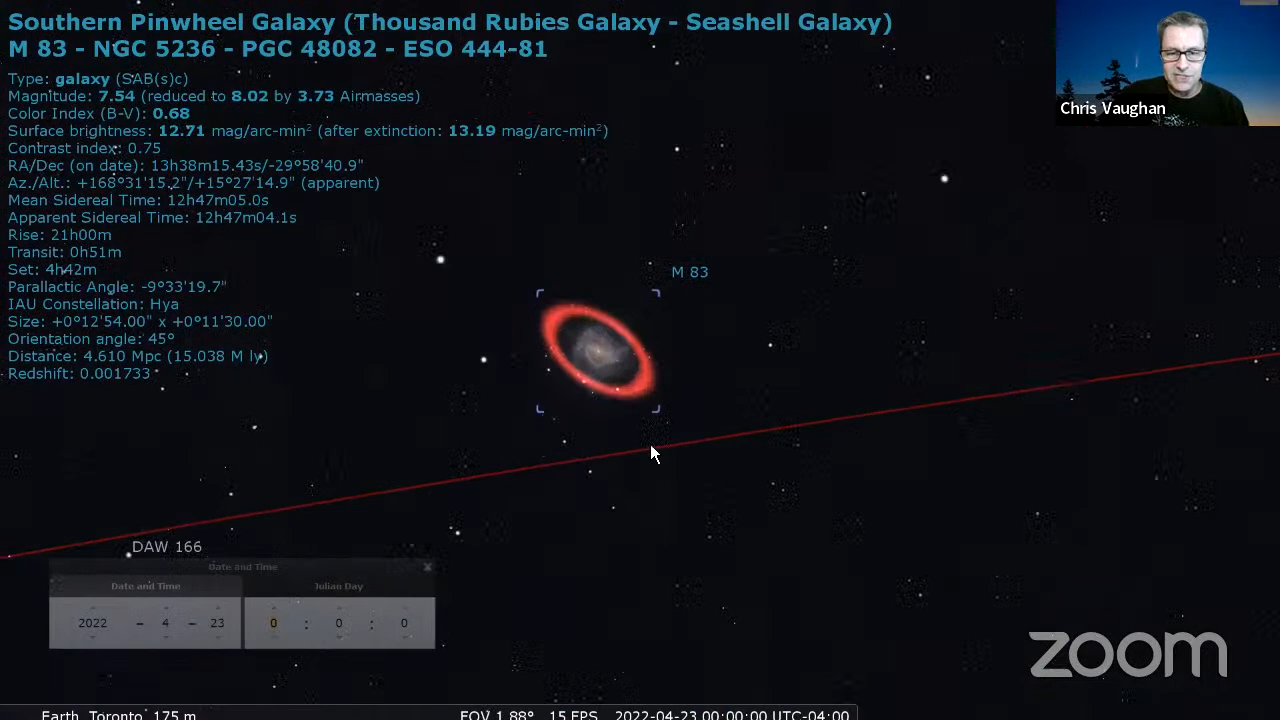 Southern Pinwheel Galaxy (Thousand Rubies Galaxy - Seashell Galaxy)
M 83 - NGC 5236 - PGC 48082 - ESO 444-81
Type: galaxy (SAB(s)c)
Magnitude: 7.54 (reduced to 8.02 by 3.73 Airmasses)
Color Index (B-V): 0.68
Surface brightness: 12.71 mag/arc-min² (after extinction: 13.19 mag/arc-min²)
Contrast index: 0.75
RA/Dec (on date): 13h38m15.43s/-29°58'40.9"
Az./Alt.: +168°31'15.2"/+15°27'14.9" (apparent)
Mean Sidereal Time: 12h47m05.0s
Apparent Sidereal Time: 12h47m04.1s
Rise: 21h00m
Transit: 0h51m
Set: 4h42m
Parallactic Angle: -9°33'19.7"
IAU Constellation: Hya
Size: +0°12'54.00" x +0°11'30.00"
Orientation angle: 45°
Distance: 4.610 Mpc (15.038 M ly)
Redshift: 0.001733
Chris Vaughan
M 83
DAW 166
Date and Time
Date and Time Julian Day
2022 - 4 - 23 0 : 0 : 0
zoom
Earth, Toronto, 175 m FOV 1.88° 15 FPS 2022-04-23 00:00:00 UTC-04:00